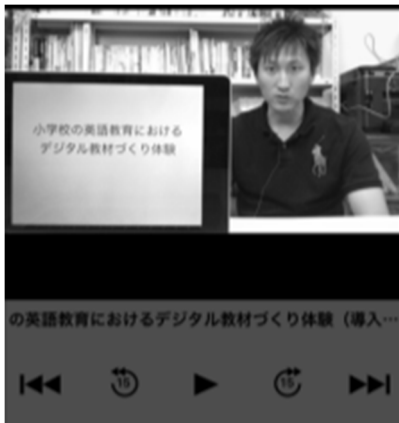 小学校の英語教育における
デジタル教材づくり体験
の英語教育におけるデジタル教材づくり体験（導入…
15
15